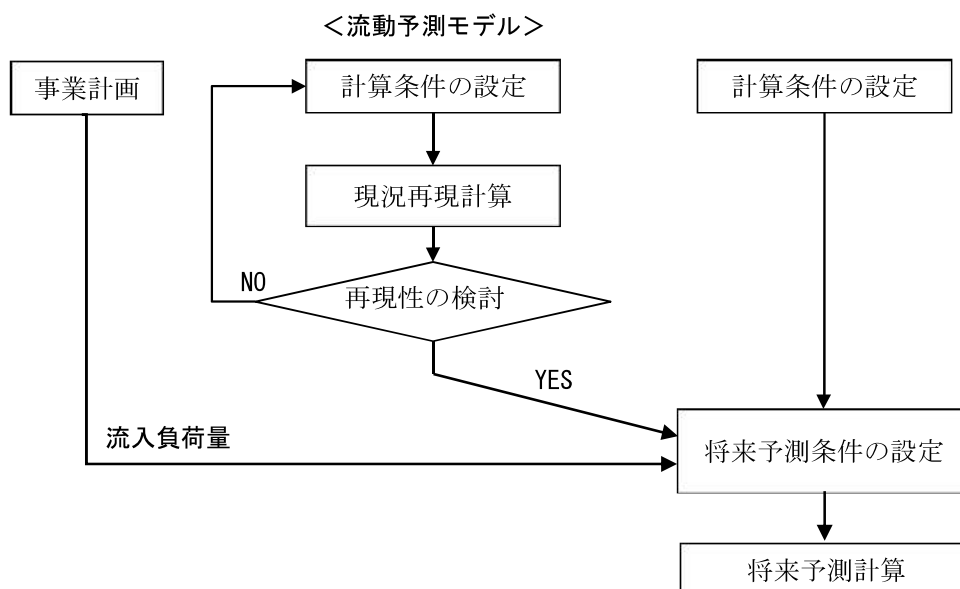 ＜流動予測モデル＞
事業計画
計算条件の設定
計算条件の設定
現況再現計算
再現性の検討
NO
YES
流入負荷量
将来予測条件の設定
将来予測計算